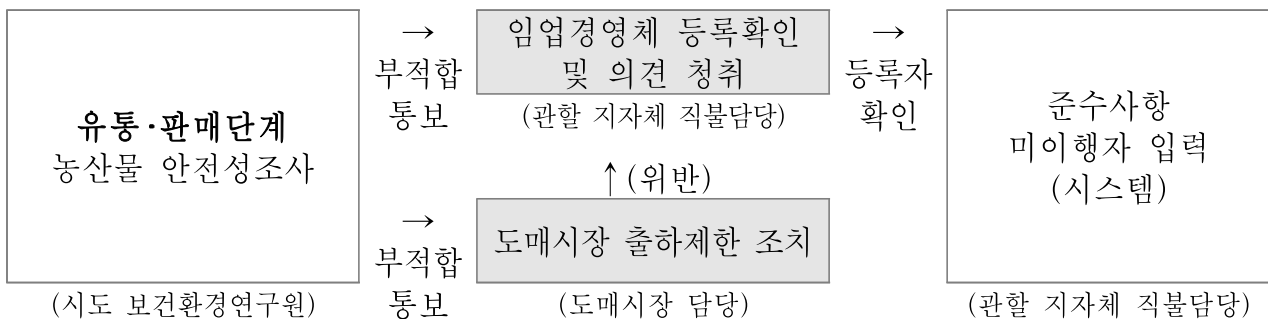 유통·판매단계
농산물 안전성조사
(시도 보건환경연구원)
→
부적합
통보
→
부적합
통보
임업경영체 등록확인
및 의견 청취
(관할 지자체 직불담당)
↑(위반)
도매시장 출하제한 조치
(도매시장 담당)
→
등록자
확인
준수사항
미이행자 입력
(시스템)
(관할 지자체 직불담당)